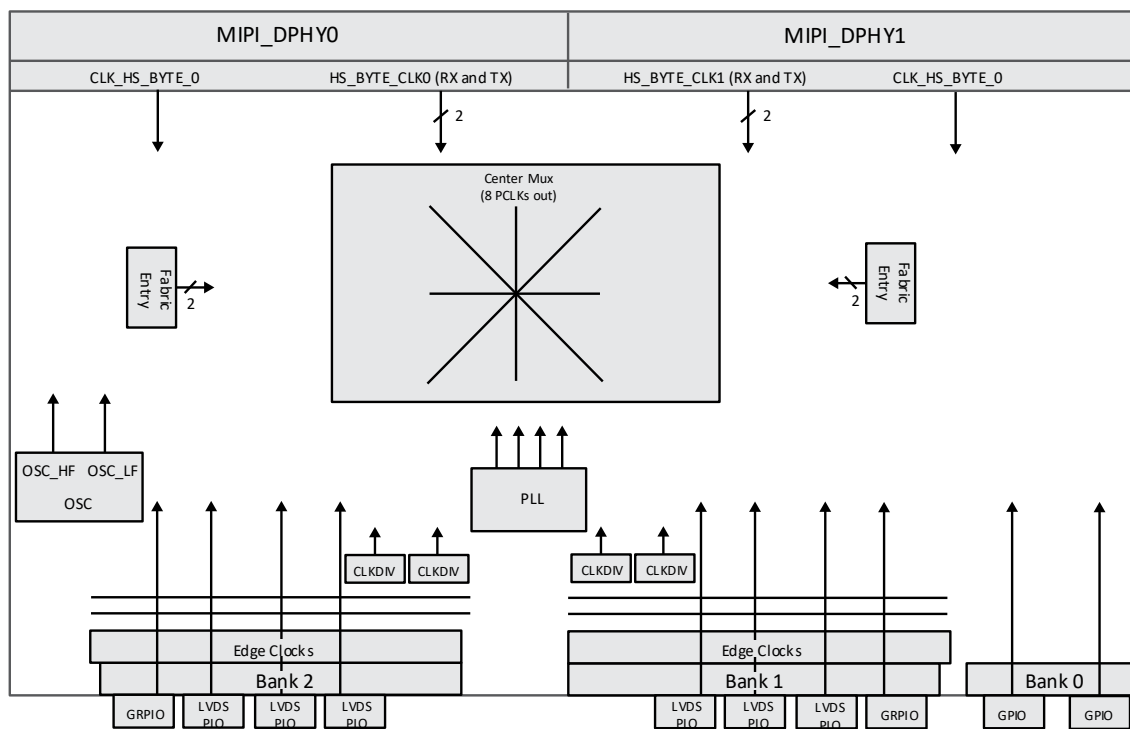 MIPI_DPHY0
MIPI_DPHY1
CLK_HS_BYTE_0
HS_BYTE_CLK0 (RX and TX)
HS_BYTE_CLK1 (RX and TX)
CLK_HS_BYTE_0
2
2
Center Mux
(8 PCLKs out)
Fabric
Entry
2
2
Fabric
Entry
OSC_HF
OSC_LF
OSC
PLL
CLKDIV
CLKDIV
CLKDIV
CLKDIV
Edge Clocks
Edge Clocks
Bank 2
Bank 1
Bank 0
GRPIO
LVDS
PIO
LVDS
PIO
LVDS
PIO
LVDS
PIO
LVDS
PIO
LVDS
PIO
GRPIO
GPIO
GPIO